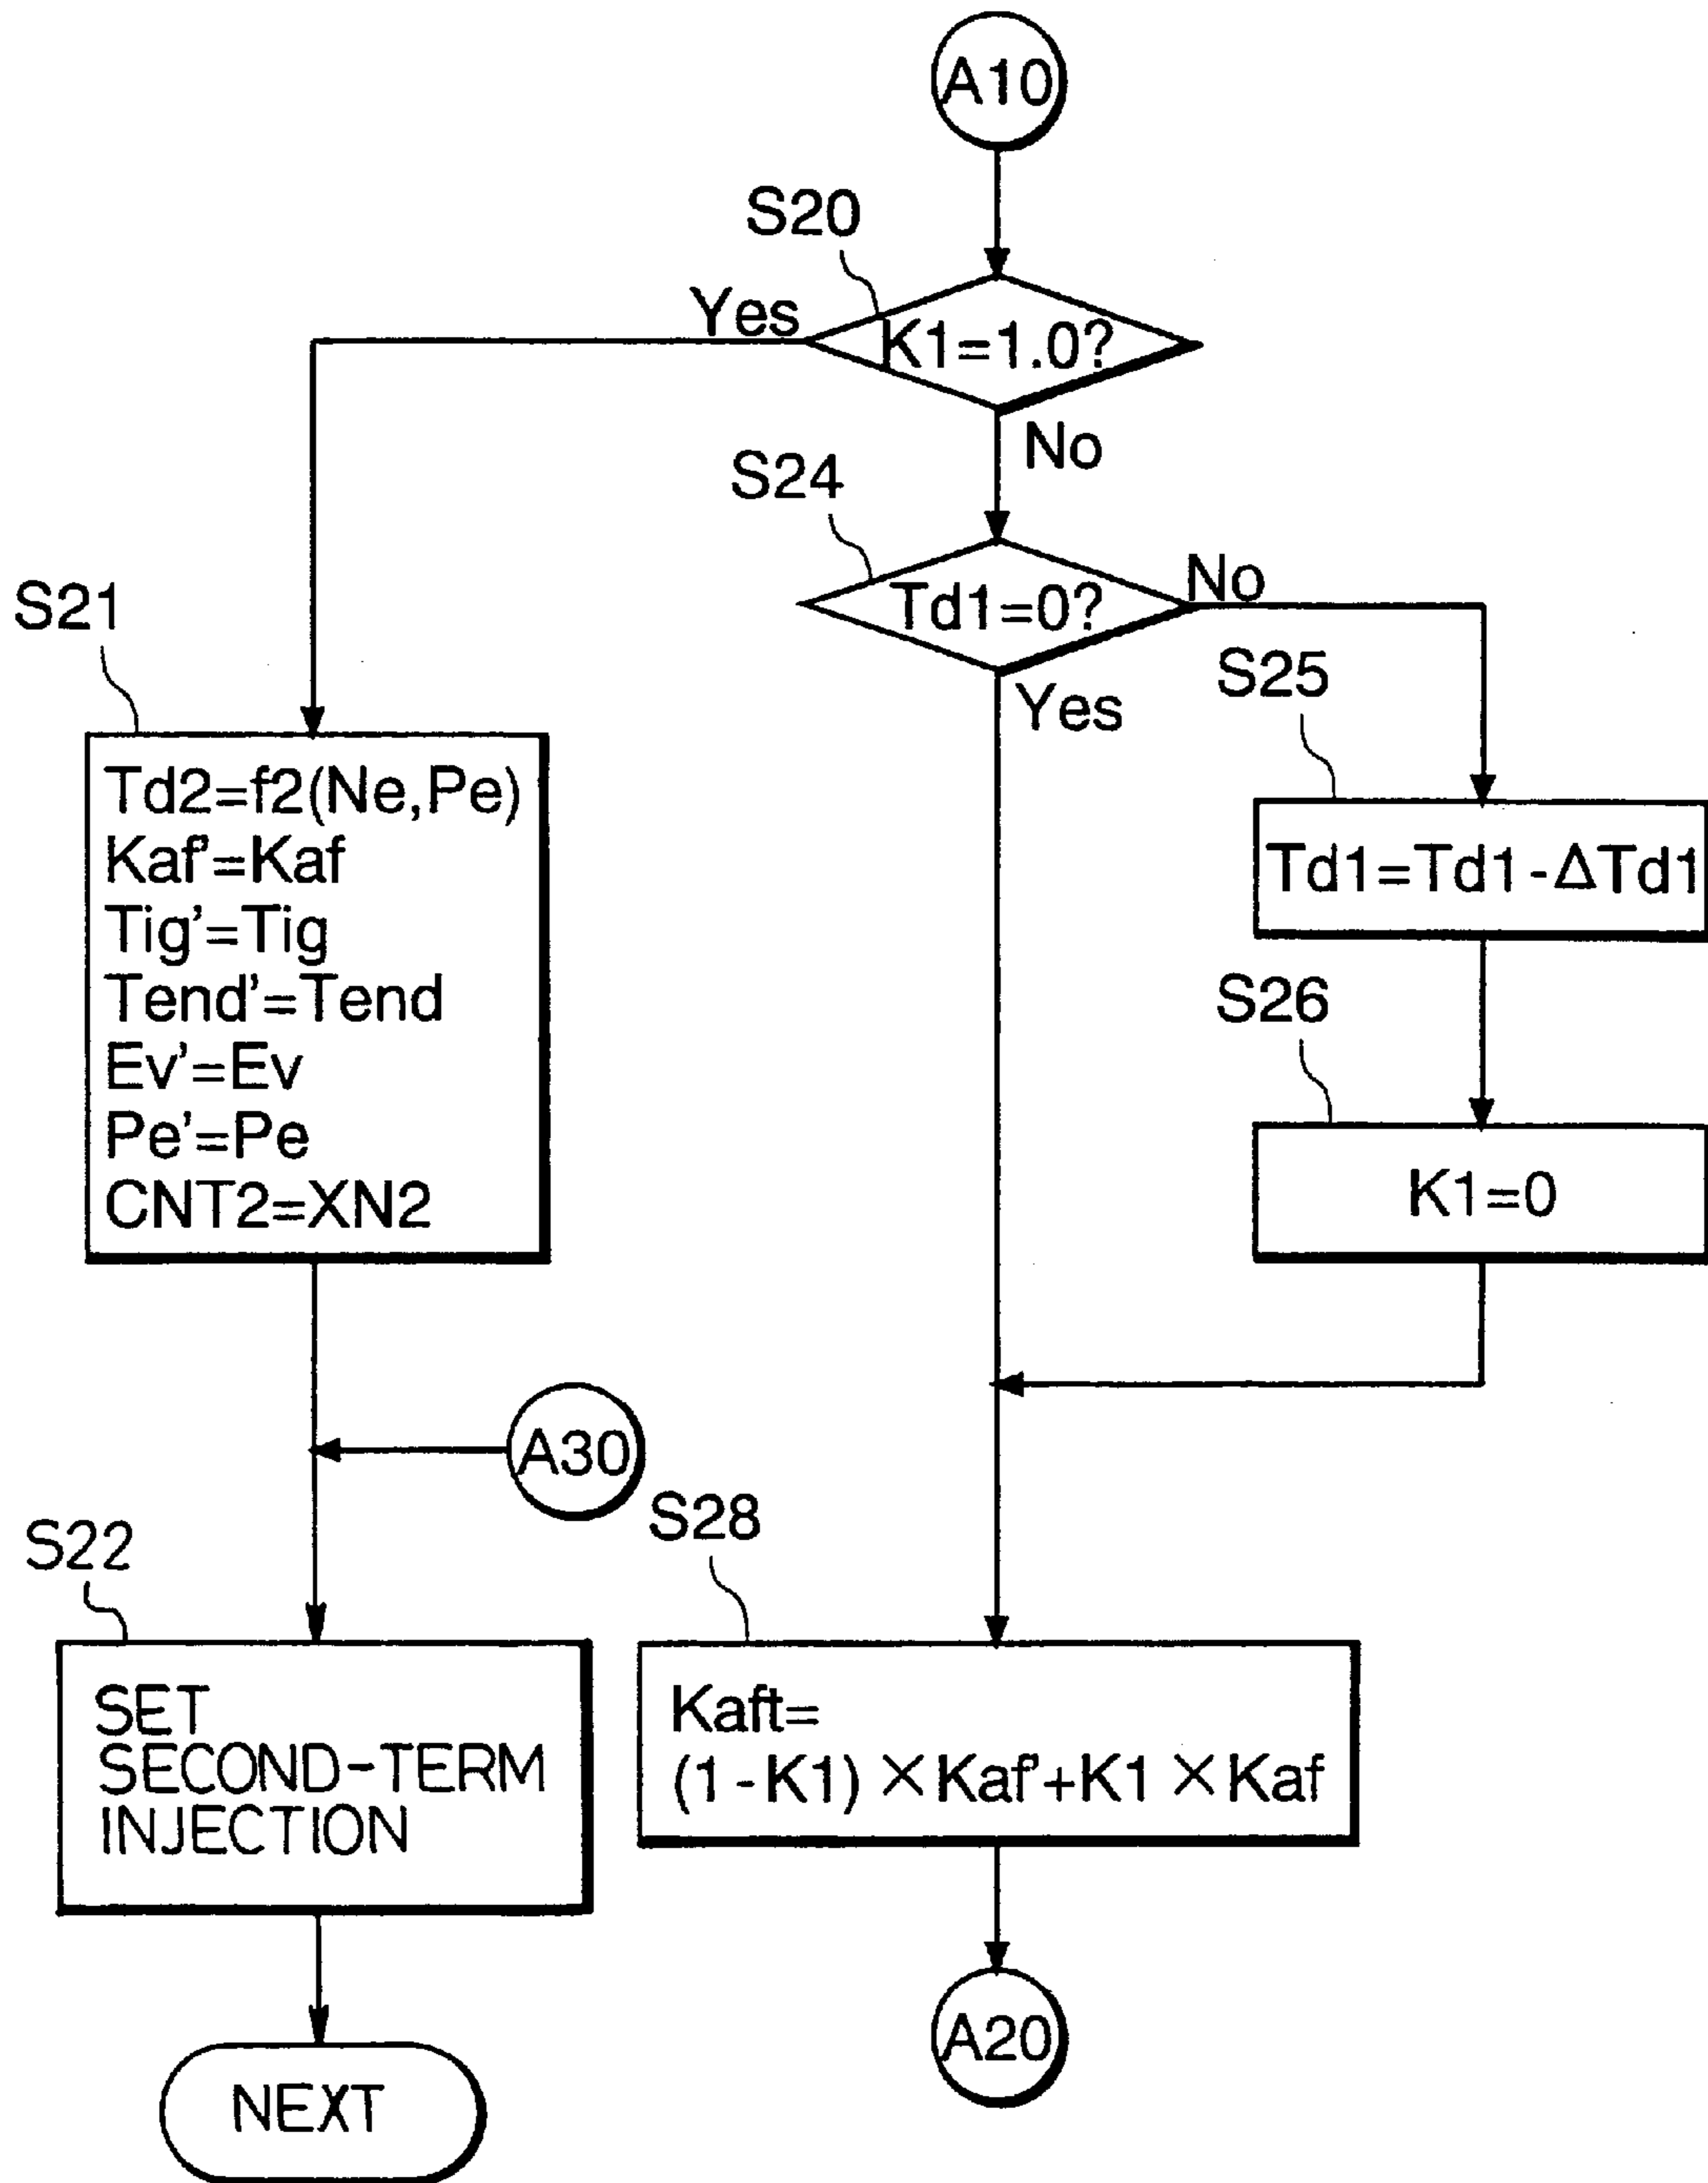 A10
S20
Yes
K1=1.0?
No
S24
Td1=0?
No
S21
Yes
S25
Td2=f2(Ne,Pe)
Kaf'=Kaf
Tig'=Tig
Tend'=Tend
Ev'=Ev
Pe'=Pe
CNT2=XN2
Td1=Td1-ΔTd1
S26
K1=0
A30
S22
S28
SET
SECOND-TERM
INJECTION
Kaft=
(1-K1)×Kaf'+K1×Kaf
NEXT
A20